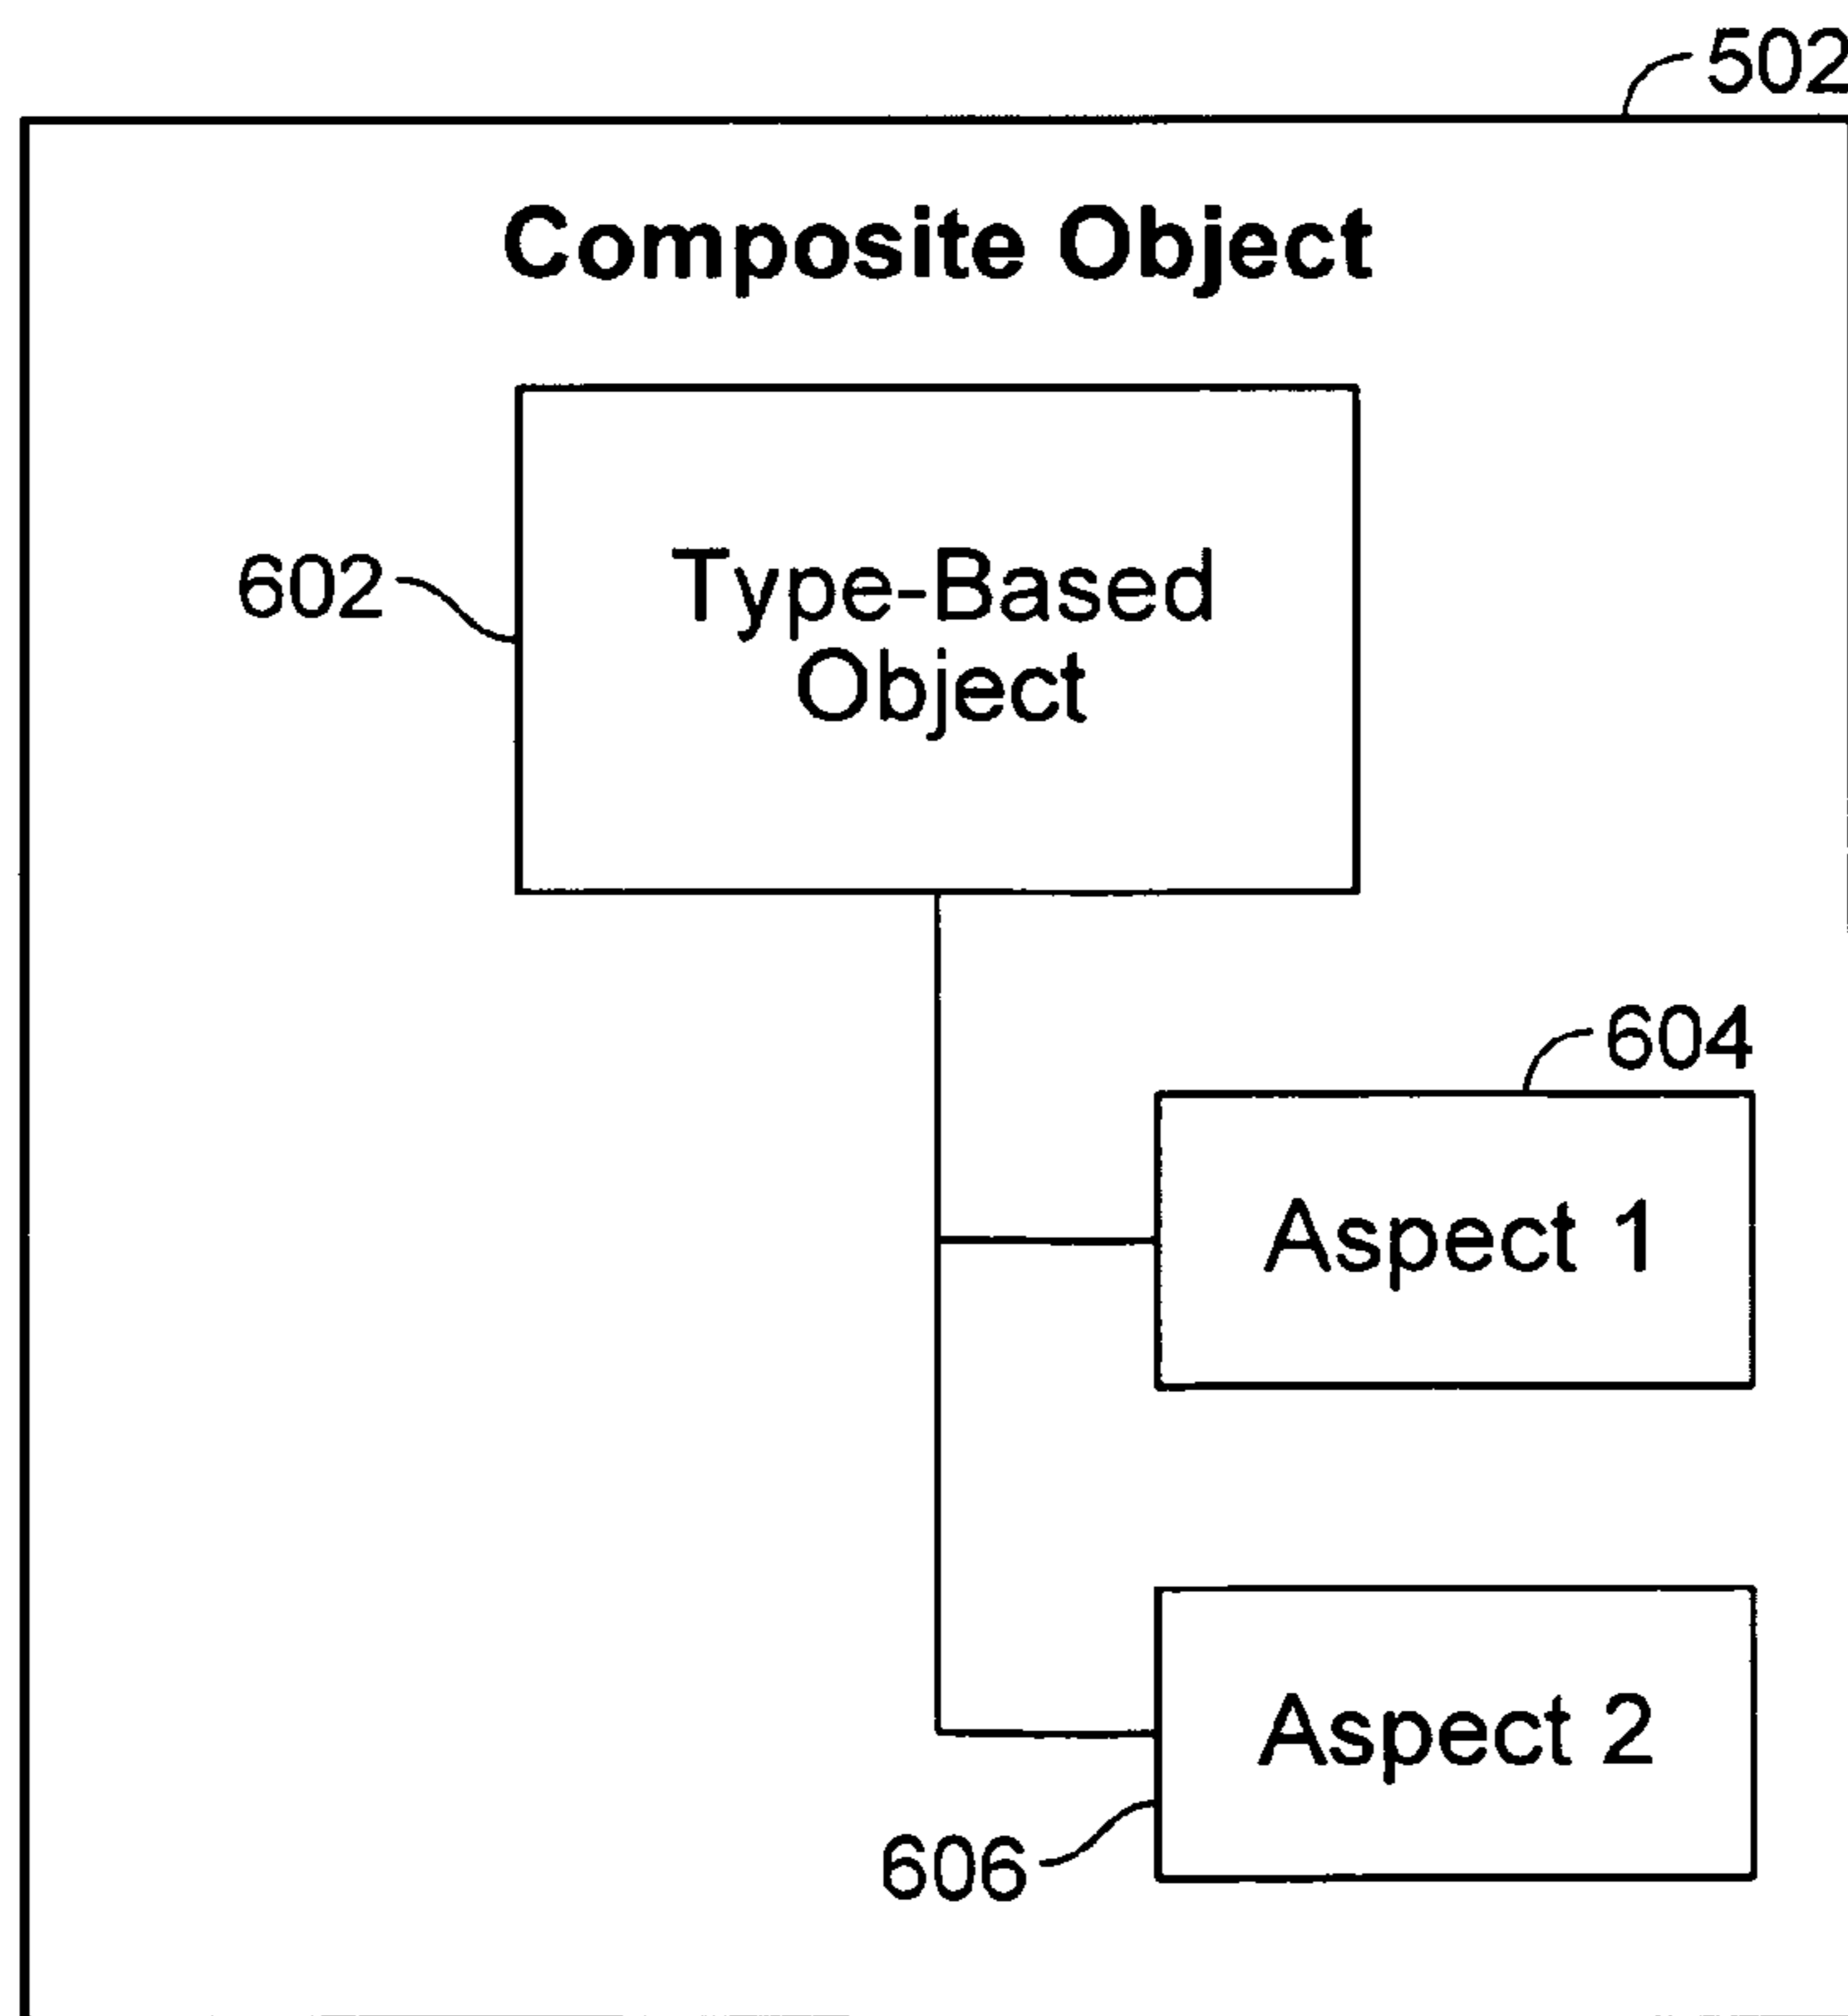 502
Composite Object
602
Type-Based
Object
604
Aspect 1
Aspect 2
606